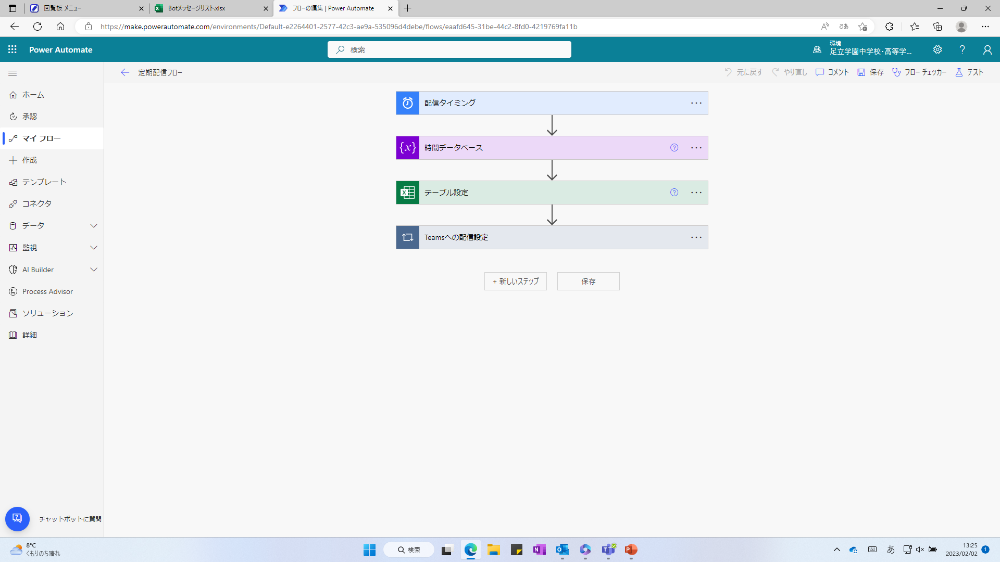 回覧板 メニュー
Botメッセージリスト.xlsx
フローの編集 | Power Automate
https://make.powerautomate.com/environments/Default-e2264401-2577-42c3-ae9a-535096d4debe/flows/eaafd645-31be-44c2-8fd0-4219769fa11b
Power Automate
検索
環境
足立学園中学校・高等学...
定期配信フロー
元に戻す
やり直し
コメント
保存
フロー チェッカー
テスト
ホーム
承認
マイ フロー
作成
テンプレート
コネクタ
データ
監視
AI Builder
Process Advisor
ソリューション
詳細
配信タイミング
時間データベース
テーブル設定
Teamsへの配信設定
+ 新しいステップ
保存
チャットボットに質問
8°C
くもりのち晴れ
検索
あ
13:25
2023/02/02
1